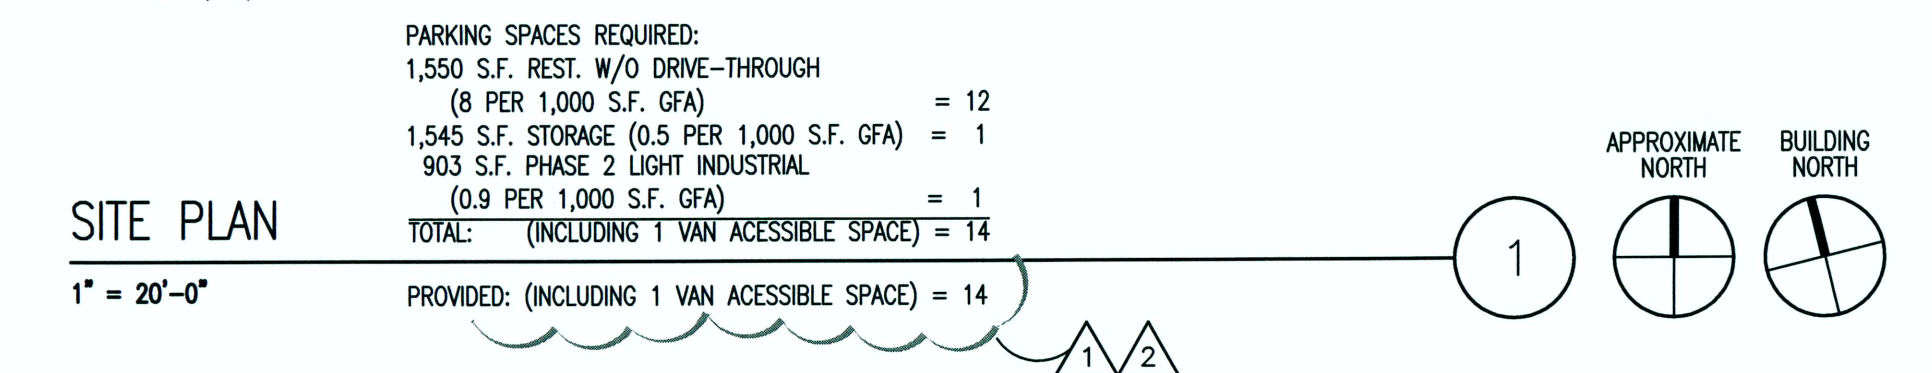 PARKING SPACES REQUIRED:
1,550 S.F. REST. W/O DRIVE-THROUGH
(8 PER 1,000 S.F. GFA) = 12
1,545 S.F. STORAGE (0.5 PER 1,000 S.F. GFA) = 1
903 S.F. PHASE 2 LIGHT INDUSTRIAL
(0.9 PER 1,000 S.F. GFA) = 1
TOTAL: (INCLUDING 1 VAN ACESSIBLE SPACE) = 14
SITE PLAN
1" = 20'-0"
PROVIDED: (INCLUDING 1 VAN ACESSIBLE SPACE) = 14
1 2
1
APPROXIMATE
NORTH
BUILDING
NORTH